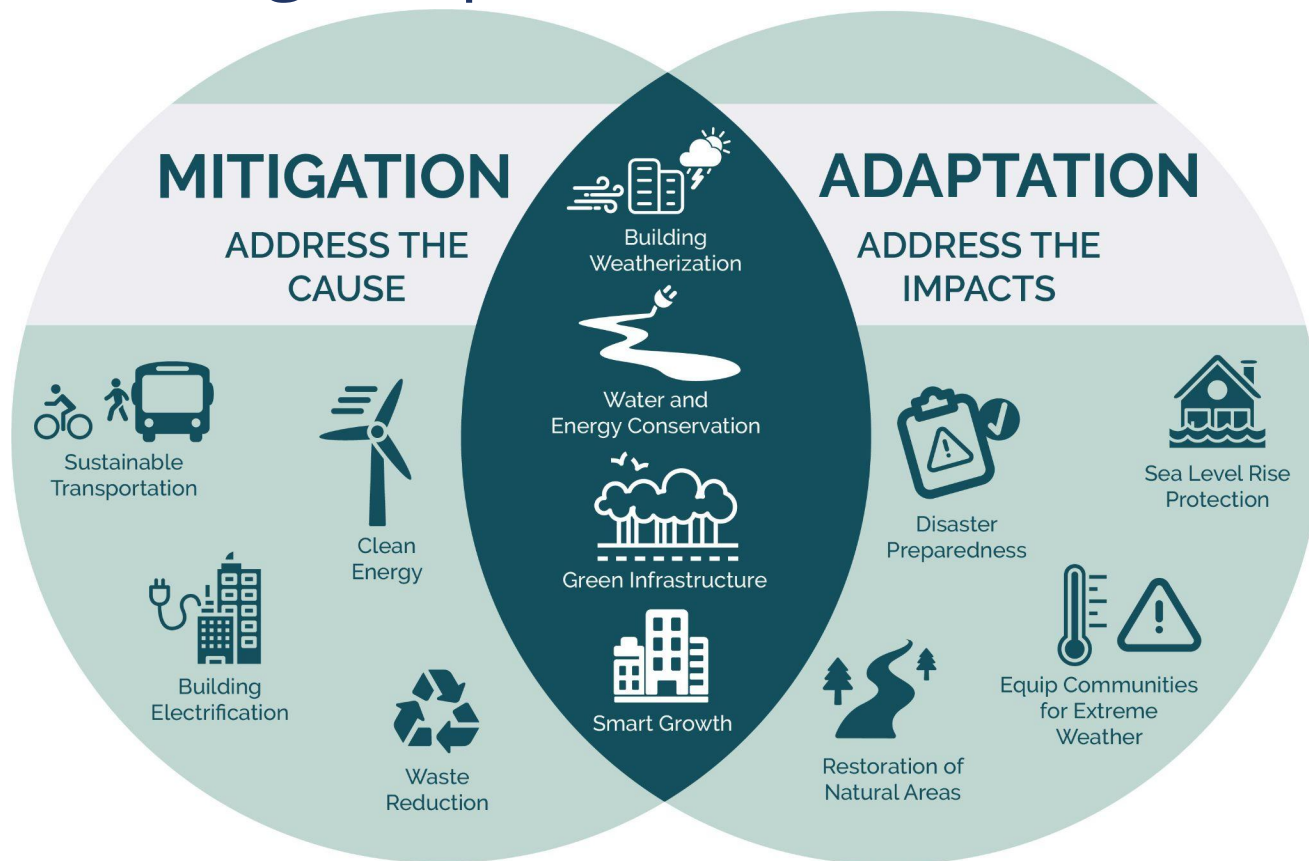 MITIGATION
ADDRESS THE
CAUSE
Sustainable
Transportation
Clean
Energy
Building
Electrification
Waste
Reduction
Building
Weatherization
Water and
Energy Conservation
Green Infrastructure
Smart Growth
ADAPTATION
ADDRESS THE
IMPACTS
Disaster
Preparedness
Sea Level Rise
Protection
Restoration of
Natural Areas
Equip Communities
for Extreme
Weather